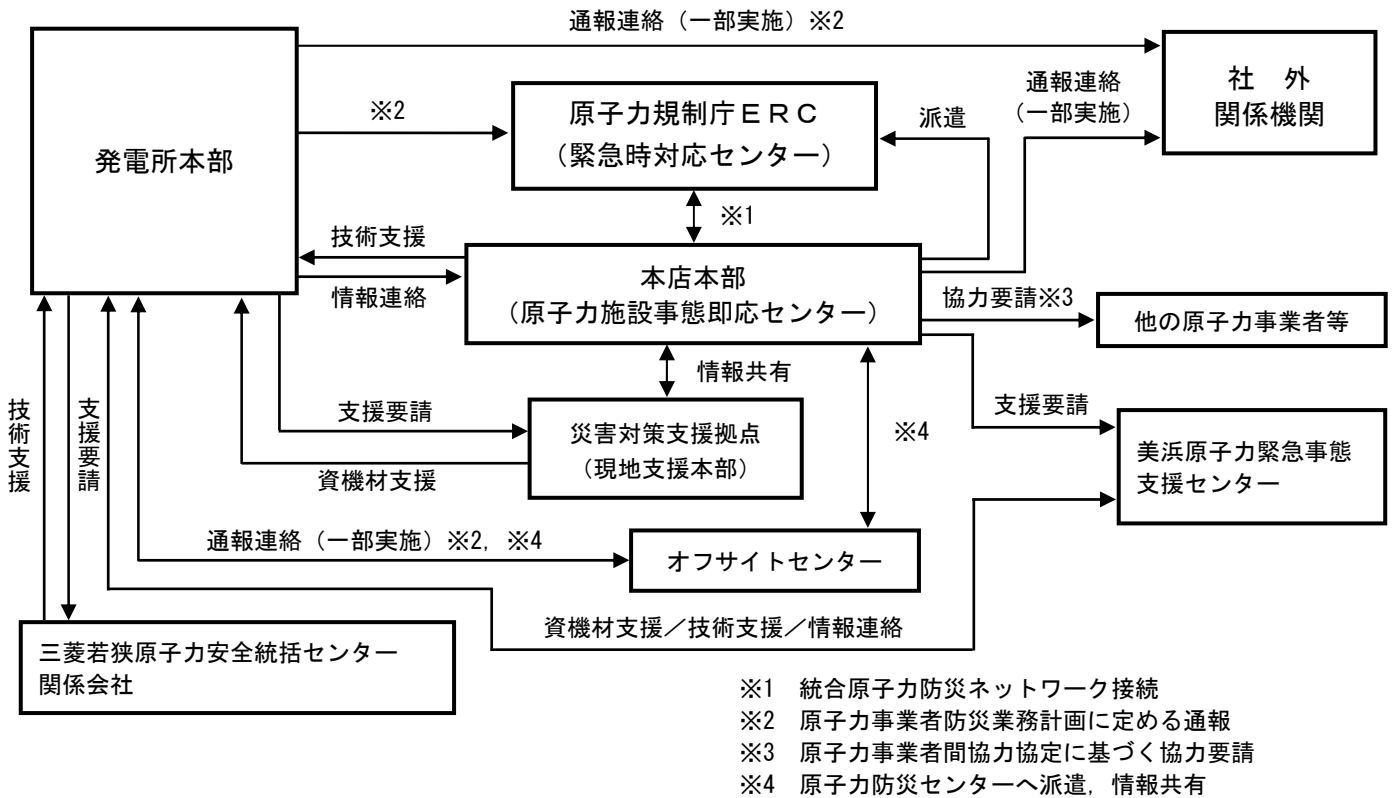 通報連絡（一部実施）※2
発電所本部
※2
原子力規制庁ＥＲＣ
（緊急時対応センター）
派遣
通報連絡
（一部実施）
社　外
関係機関
※1
技術支援
情報連絡
本店本部
（原子力施設事態即応センター）
協力要請※3
他の原子力事業者等
情報共有
支援要請
資機材支援
災害対策支援拠点
（現地支援本部）
※4
支援要請
美浜原子力緊急事態
支援センター
技術支援
支援要請
通報連絡（一部実施）※2，※4
オフサイトセンター
資機材支援／技術支援／情報連絡
三菱若狭原子力安全統括センター
関係会社
※1　統合原子力防災ネットワーク接続
※2　原子力事業者防災業務計画に定める通報
※3　原子力事業者間協力協定に基づく協力要請
※4　原子力防災センターへ派遣，情報共有